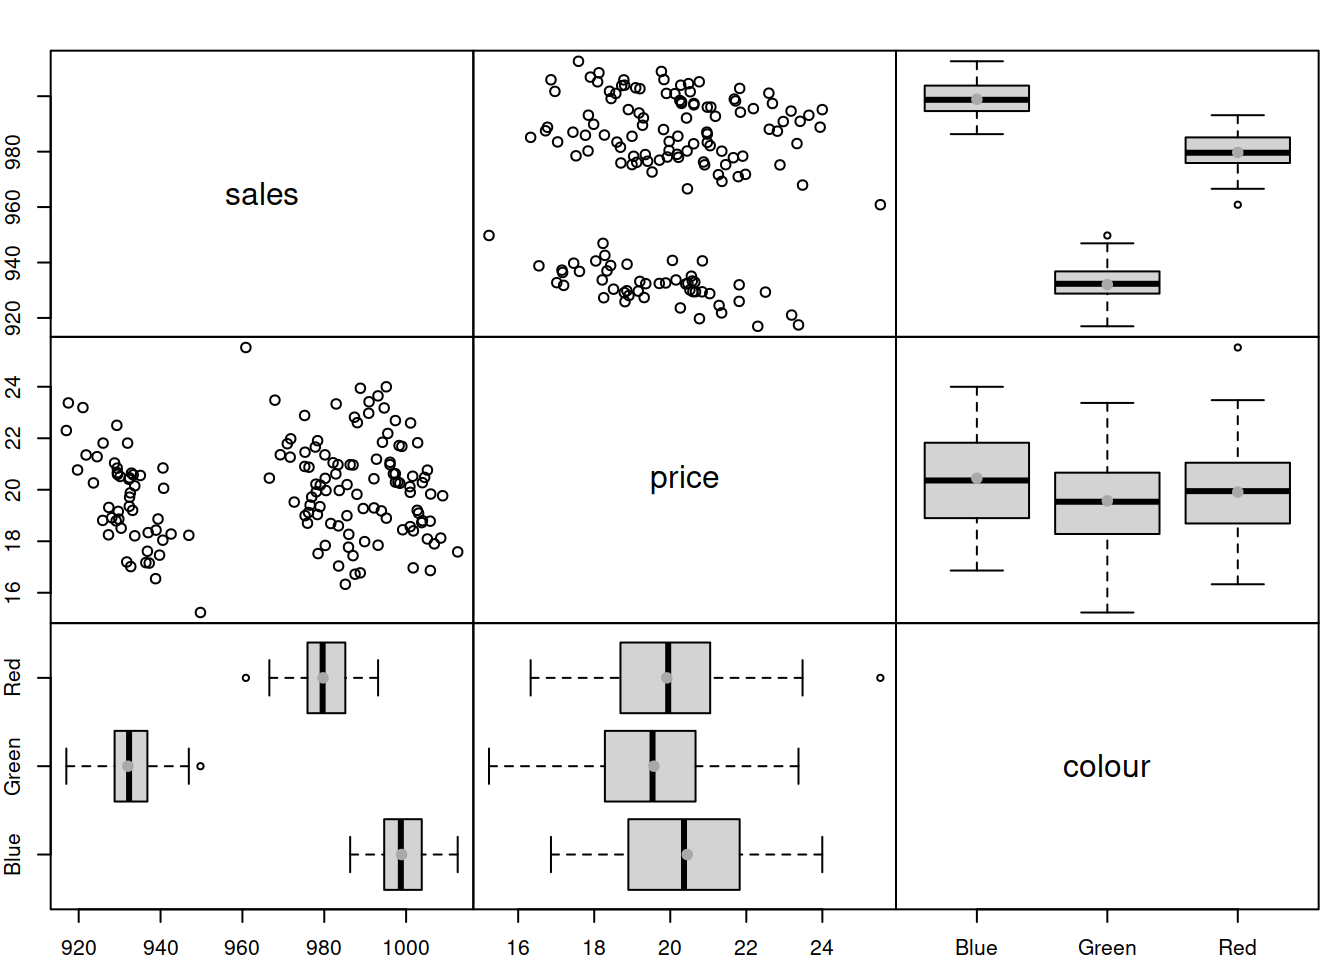 sales
980
960
940
920
price
24
22
20
18
16
colour
Red
Green
Blue
920 940 960 980 1000 16 18 20 22 24 Blue Green Red